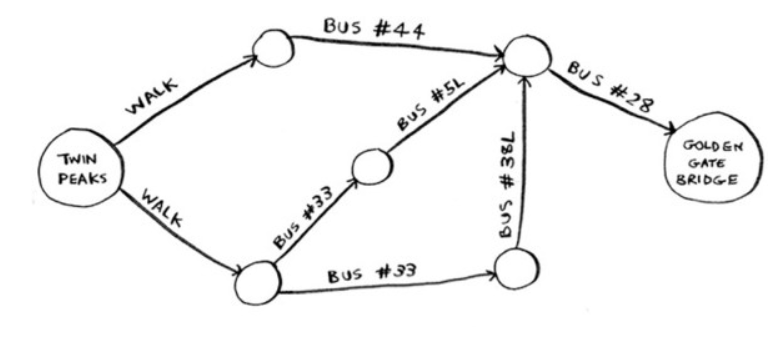 BUS #44
BUS #28
WALK
BUS #5L
TWIN
PEAKS
GOLDEN
GATE
BRIDGE
BUS #38L
WALK
BUS #33
BUS #33